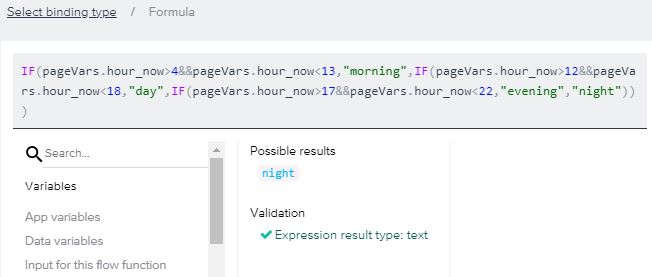 Select binding type / Formula
IF(pageVars.hour_now>4&&pageVars.hour_now<13,"morning",IF(pageVars.hour_now>12&&pageVa
rs.hour_now<18,"day",IF(pageVars.hour_now>17&&pageVars.hour_now<22,"evening","night"))
)
Search...
Variables
App variables
Data variables
Input for this flow function
Possible results
night
Validation
Expression result type: text